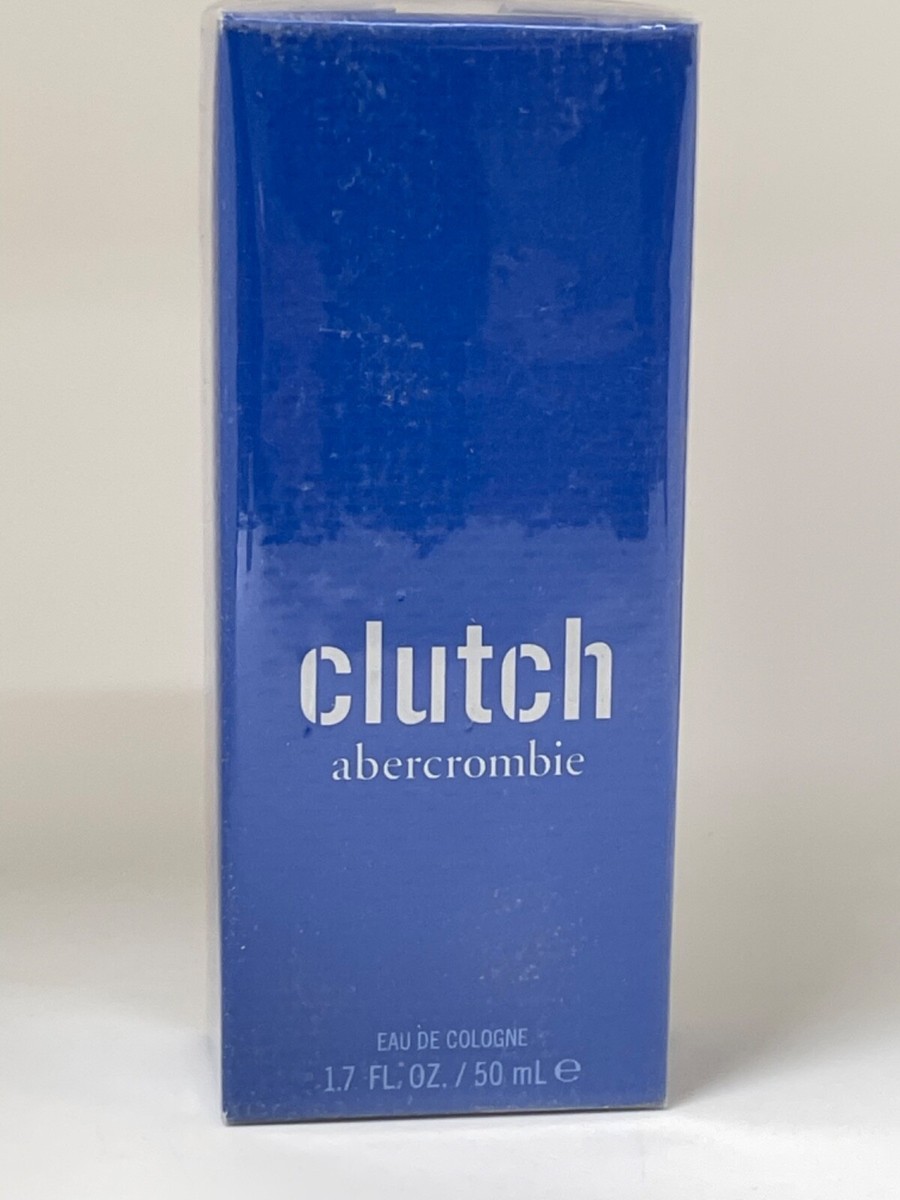 clutch
abercrombie
EAU DE COLOGNE
1.7 FL. OZ. / 50 mL ℮